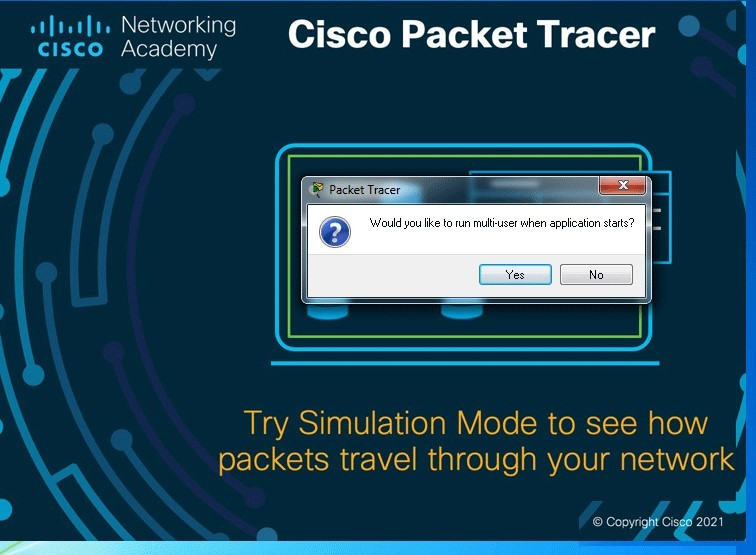 Networking
CISCO Academy
Cisco Packet Tracer
Packet Tracer
Would you like to run multi-user when application starts?
Yes No
Try Simulation Mode to see how
packets travel through your network
© Copyright Cisco 2021